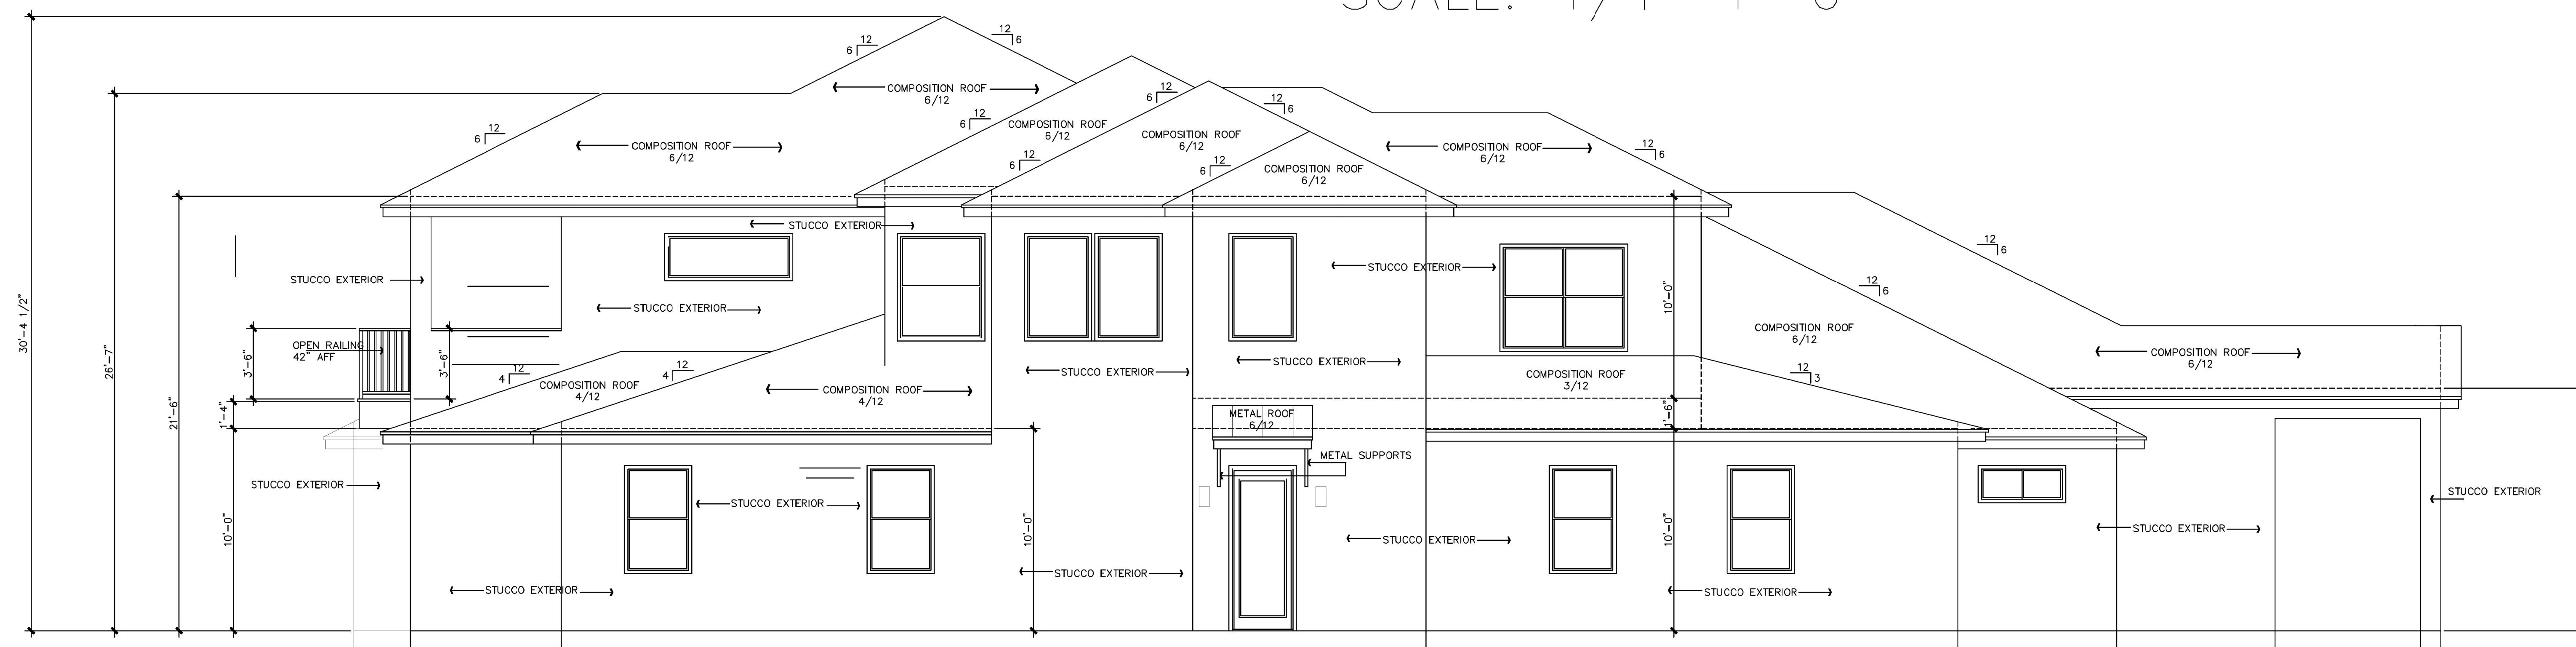 12
6
12
6
12
6
COMPOSITION ROOF
6/12
12
6
12
6
12
6
12
6
COMPOSITION ROOF
6/12
COMPOSITION ROOF
6/12
COMPOSITION ROOF
6/12
COMPOSITION ROOF
6/12
12
6
12
6
12
6
COMPOSITION ROOF
6/12
COMPOSITION ROOF
6/12
STUCCO EXTERIOR
12
6
STUCCO EXTERIOR
STUCCO EXTERIOR
STUCCO EXTERIOR
12
6
10'-0"
30'-4 1/2"
26'-7"
21'-6"
OPEN RAILING
42" AFF
3'-6"
3'-6"
COMPOSITION ROOF
6/12
COMPOSITION ROOF
6/12
STUCCO EXTERIOR
STUCCO EXTERIOR
12
4
12
4
COMPOSITION ROOF
4/12
COMPOSITION ROOF
4/12
COMPOSITION ROOF
3/12
12
3
1'-4"
1'-6"
METAL ROOF
6/12
METAL SUPPORTS
STUCCO EXTERIOR
STUCCO EXTERIOR
STUCCO EXTERIOR
STUCCO EXTERIOR
10'-0"
10'-0"
10'-0"
STUCCO EXTERIOR
STUCCO EXTERIOR
STUCCO EXTERIOR
STUCCO EXTERIOR